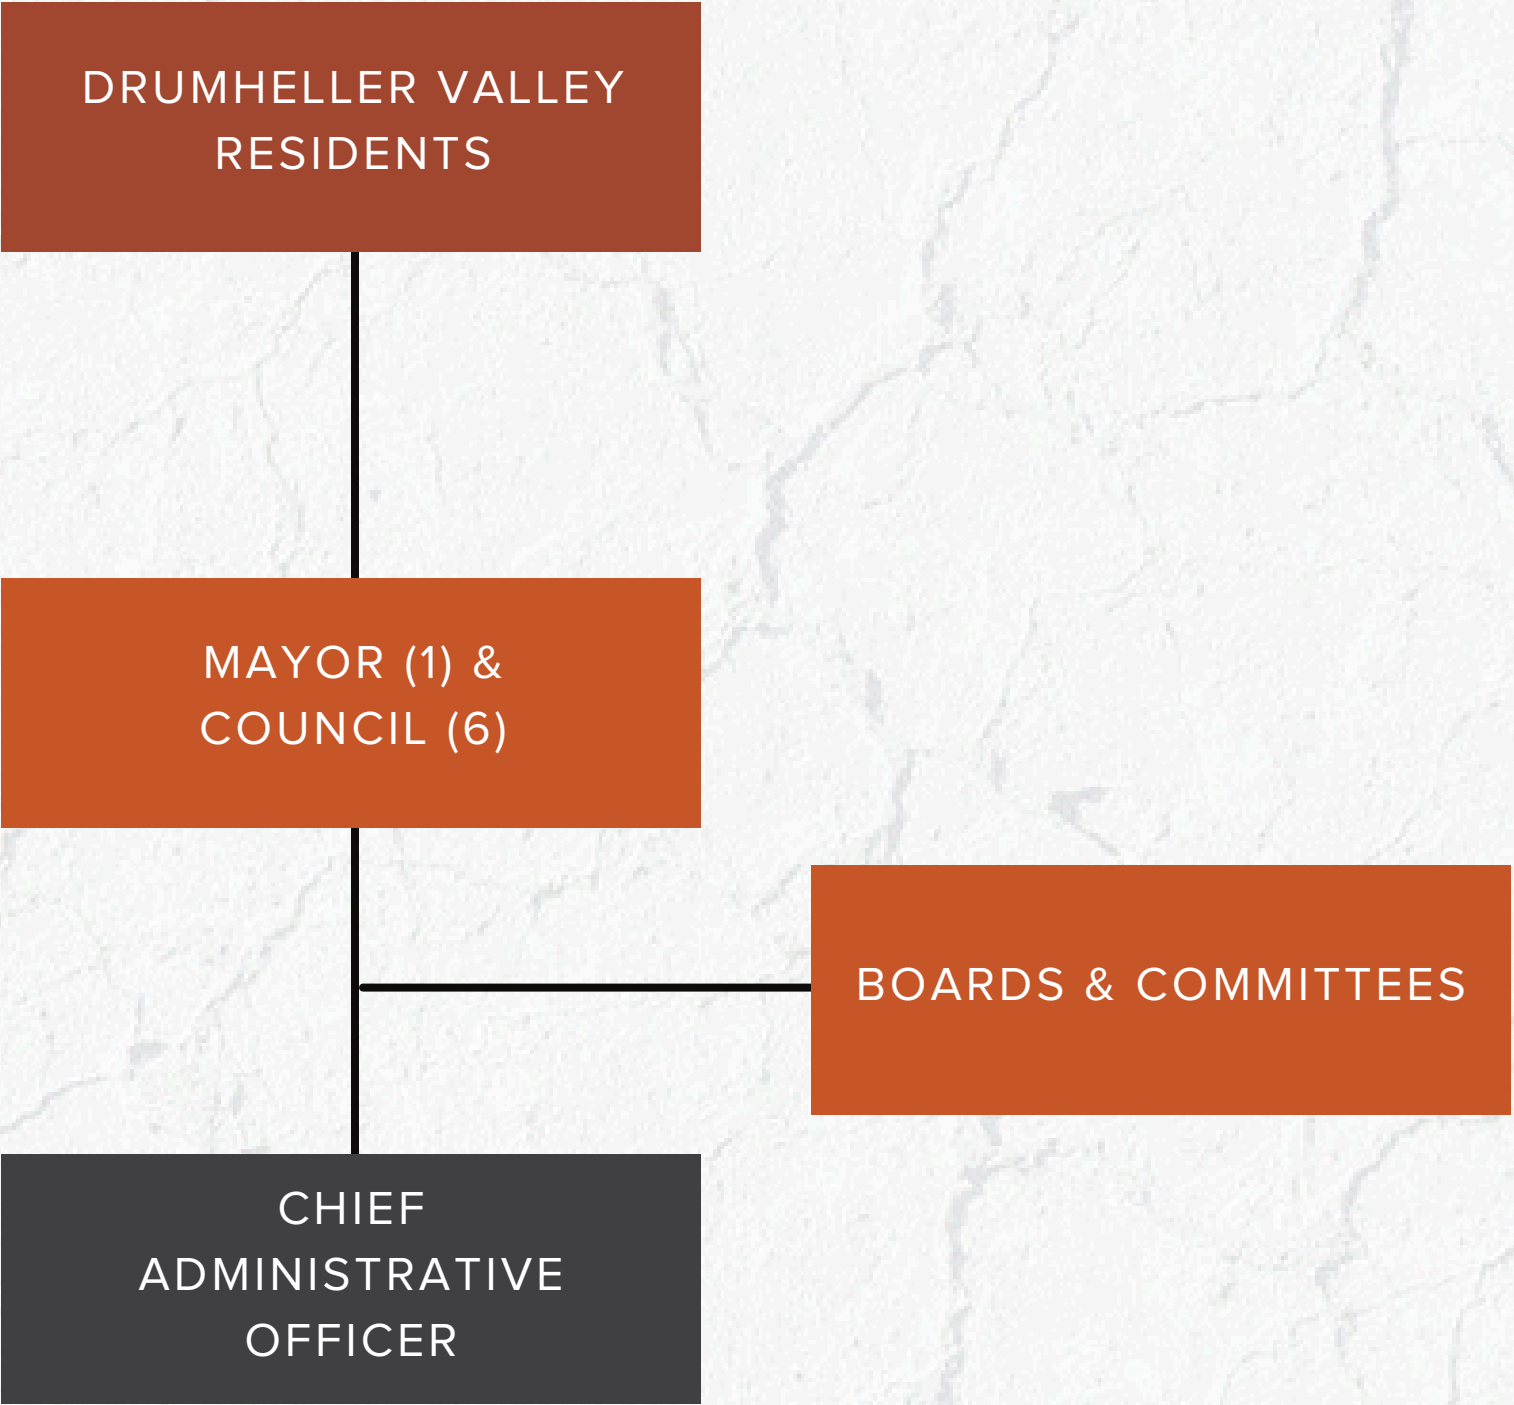 DRUMHELLER VALLEY
RESIDENTS
MAYOR (1) &
COUNCIL (6)
BOARDS & COMMITTEES
CHIEF
ADMINISTRATIVE
OFFICER